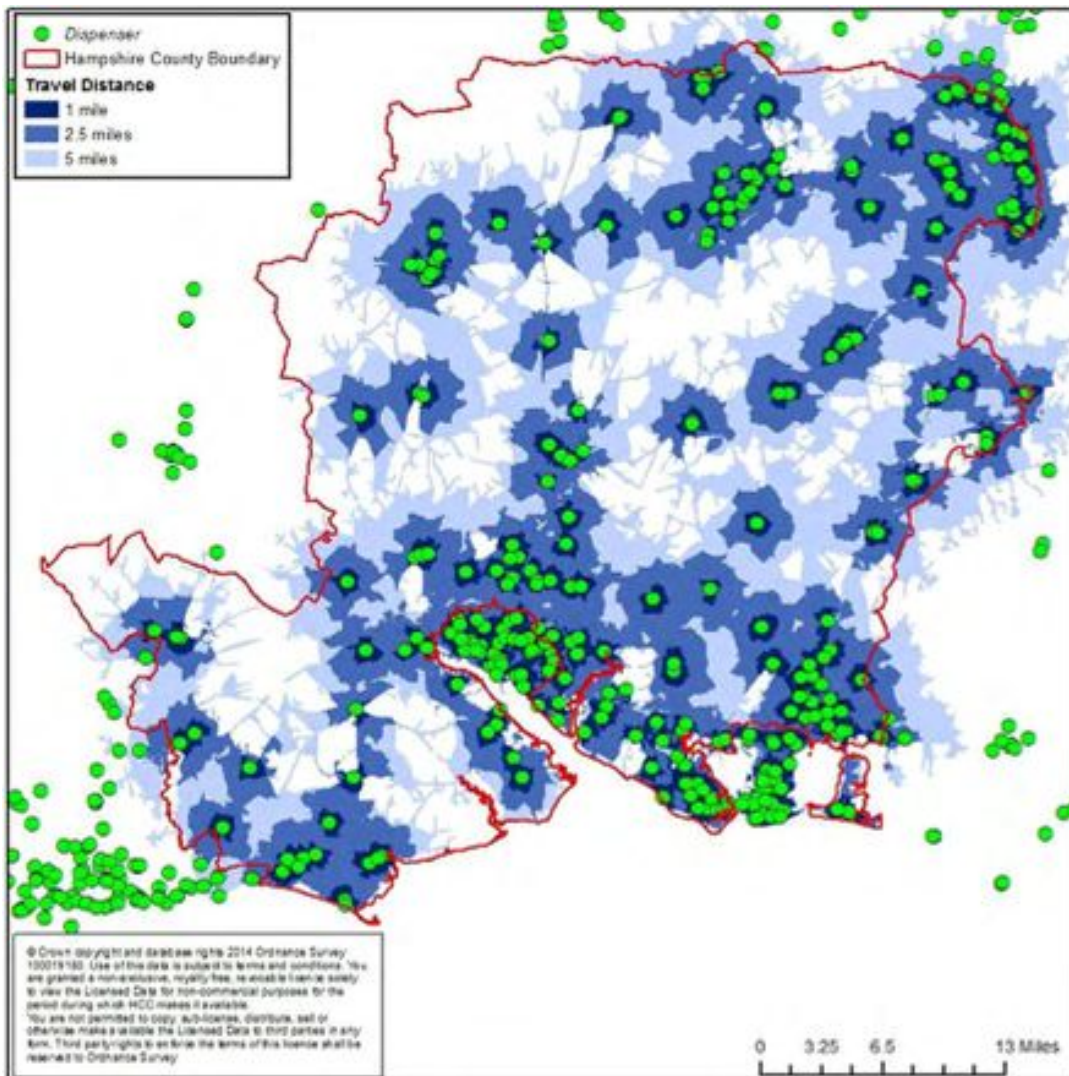 Dispenser
Hampshire County Boundary
Travel Distance
1 mile
2.5 miles
5 miles
© Crown copyright and database rights 2014 Ordnance Survey
100019180. Use of this data is subject to terms and conditions. You
are granted a non-exclusive, royalty free, revocable licence solely
to view the Licensed Data for non-commercial purposes for the
period during which HCC makes it available.
You are not permitted to copy, sub-license, distribute, sell or
otherwise make available the Licensed Data to third parties in any
form. Third party rights to enforce the terms of this license shall be
reserved to Ordnance Survey
0 3.25 6.5 13 Miles